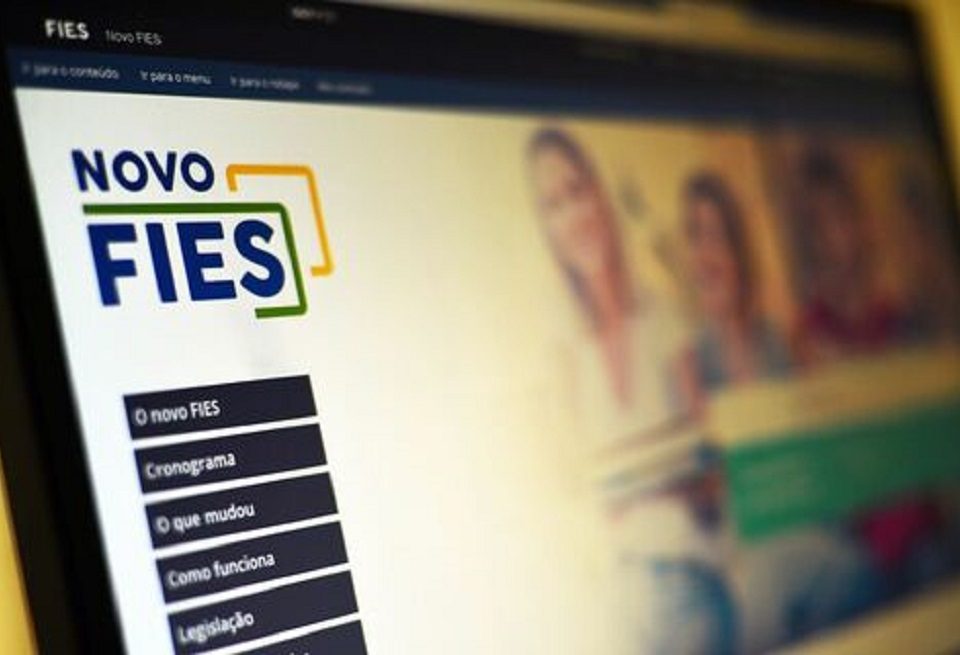 FIES Novo FIES
Ir para o conteúdo Ir para o menu Ir para o rodapé
NOVO
FIES
O novo FIES
Cronograma
O que mudou
Como funciona
Legislação